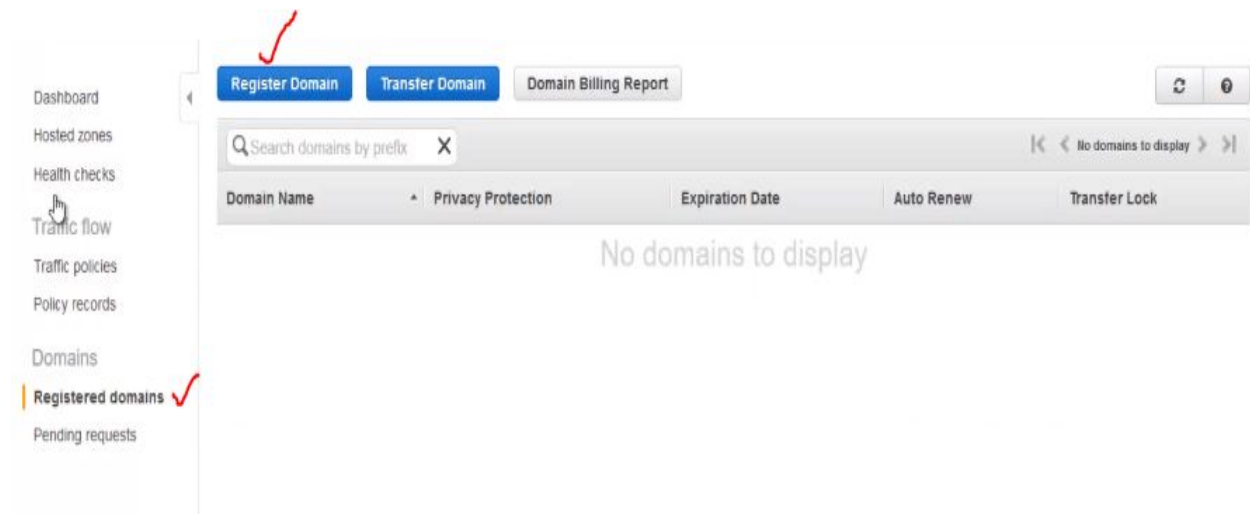 Register Domain Transfer Domain Domain Billing Report
Dashboard
Hosted zones
Health checks
Traffic flow
Traffic policies
Policy records
Domains
Registered domains
Pending requests
Search domains by prefix
No domains to display
Domain Name Privacy Protection Expiration Date Auto Renew Transfer Lock
No domains to display